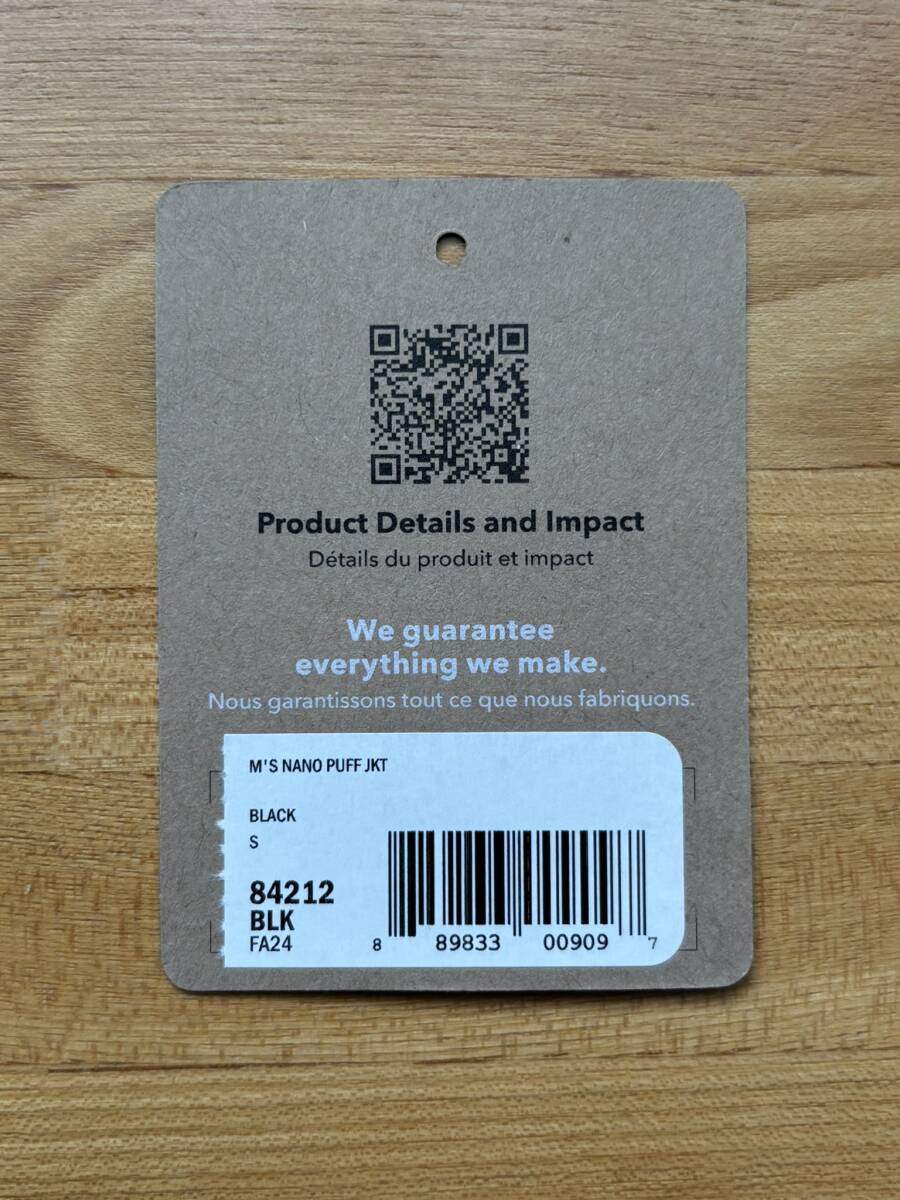 Product Details and Impact
Détails du produit et impact
We guarantee
everything we make.
Nous garantissons tout ce que nous fabriquons.
M'S NANO PUFF JKT
BLACK
S
84212
BLK
FA24
8 89833 00909 7